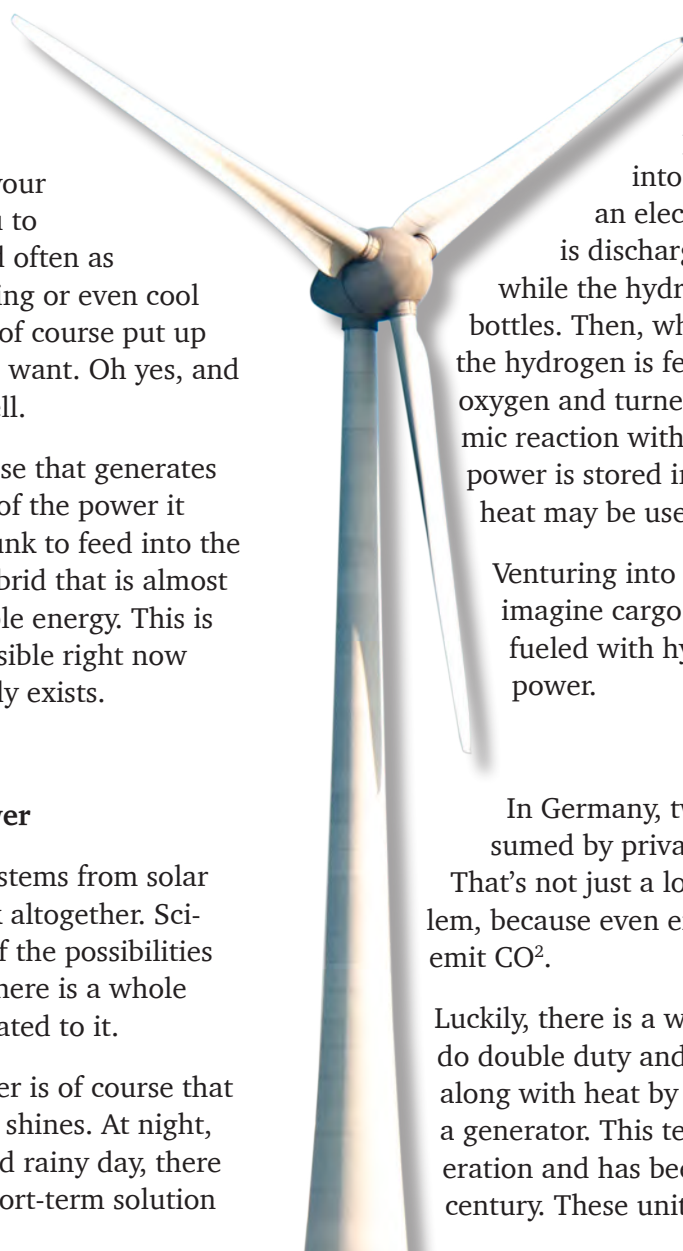 your
u to
l often as
ing or even cool
of course put up
want. Oh yes, and
ll.
se that generates
of the power it
unk to feed into the
brid that is almost
le energy. This is
sible right now
ly exists.
er
stems from solar
altogether. Sci-
f the possibilities
here is a whole
ated to it.
er is of course that
shines. At night,
d rainy day, there
ort-term solution
into
an elec
is discharg
while the hydr
bottles. Then, wh
the hydrogen is fe
oxygen and turne
mic reaction with
power is stored in
heat may be use
Venturing into
imagine cargo
fueled with hy
power.
In Germany, tw
sumed by priva
That’s not just a lo
lem, because even e
emit CO².
Luckily, there is a w
do double duty and
along with heat by
a generator. This te
eration and has bee
century. These unit